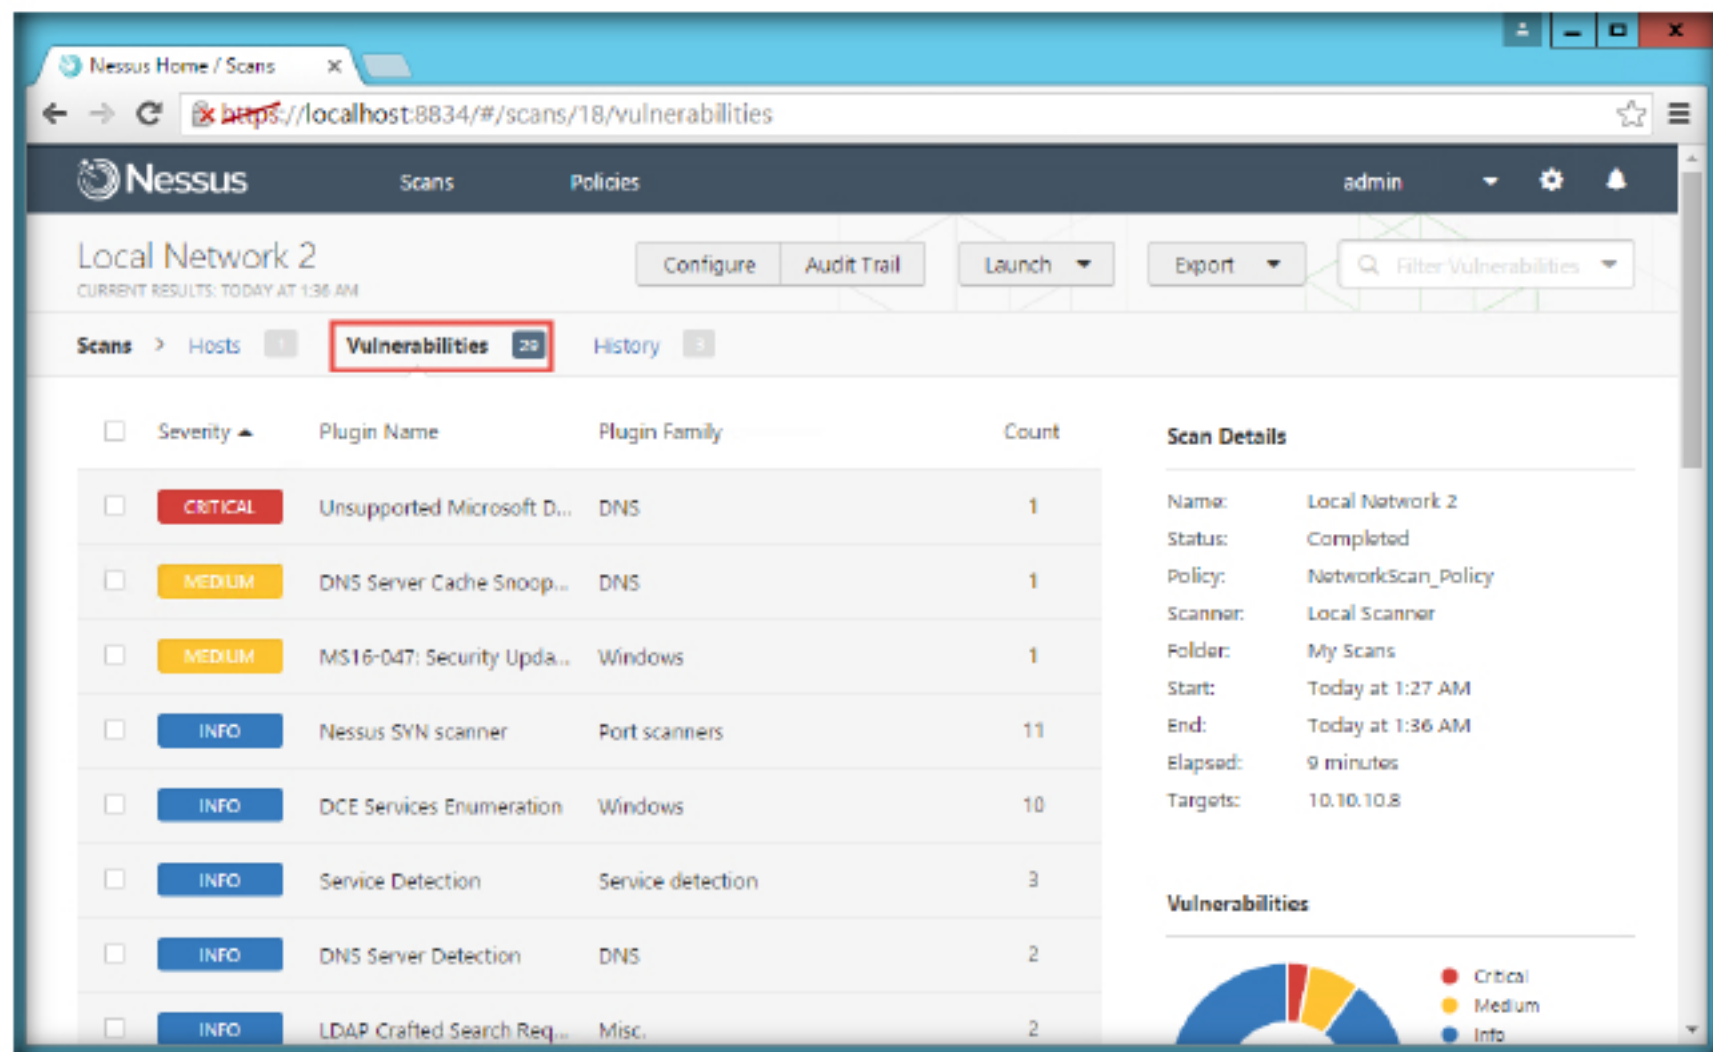 Nessus Home / Scans
https://localhost:8834/#/scans/18/vulnerabilities
Nessus Scans Policies admin
Local Network 2
Configure Audit Trail Launch Export Filter Vulnerabilities
CURRENT RESULTS: TODAY AT 1:36 AM
Scans > Hosts 1 Vulnerabilities 29 History 3
Severity Plugin Name Plugin Family Count
CRITICAL Unsupported Microsoft D... DNS 1
MEDIUM DNS Server Cache Snoop... DNS 1
MEDIUM MS16-047: Security Upda... Windows 1
INFO Nessus SYN scanner Port scanners 11
INFO DCE Services Enumeration Windows 10
INFO Service Detection Service detection 3
INFO DNS Server Detection DNS 2
INFO LDAP Crafted Search Req... Misc. 2
Scan Details
Name: Local Network 2
Status: Completed
Policy: NetworkScan_Policy
Scanner: Local Scanner
Folder: My Scans
Start: Today at 1:27 AM
End: Today at 1:36 AM
Elapsed: 9 minutes
Targets: 10.10.10.8
Vulnerabilities
Critical
Medium
Info